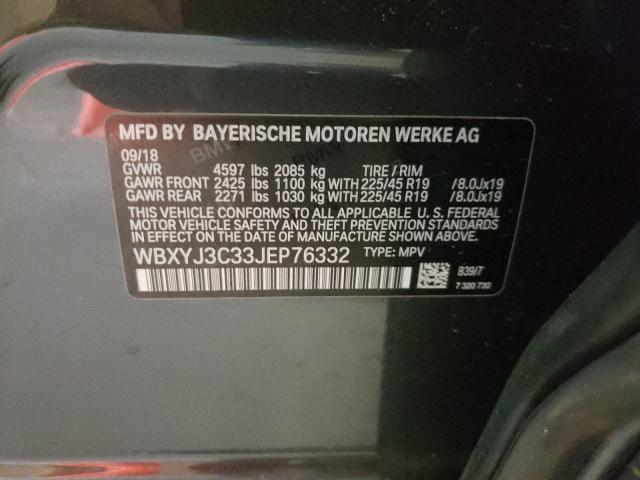 MFD BY BAYERISCHE MOTOREN WERKE AG
09/18
GVWR 4597 lbs 2085 kg TIRE / RIM
GAWR FRONT 2425 lbs 1100 kg WITH 225/45 R19 /8.0Jx19
GAWR REAR 2271 lbs 1030 kg WITH 225/45 R19 /8.0Jx19
THIS VEHICLE CONFORMS TO ALL APPLICABLE U. S. FEDERAL
MOTOR VEHICLE SAFETY AND THEFT PREVENTION STANDARDS
IN EFFECT ON THE DATE OF MANUFACTURE SHOWN ABOVE.
WBXYJ3C33JEP76332 TYPE: MPV
B39/7
7 320 730